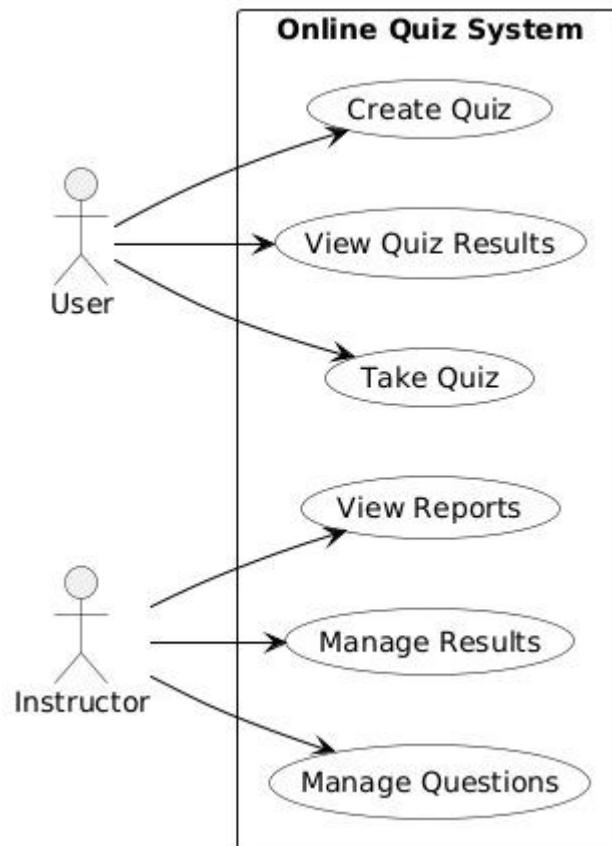 Online Quiz System
Create Quiz
View Quiz Results
User
Take Quiz
View Reports
Manage Results
Instructor
Manage Questions